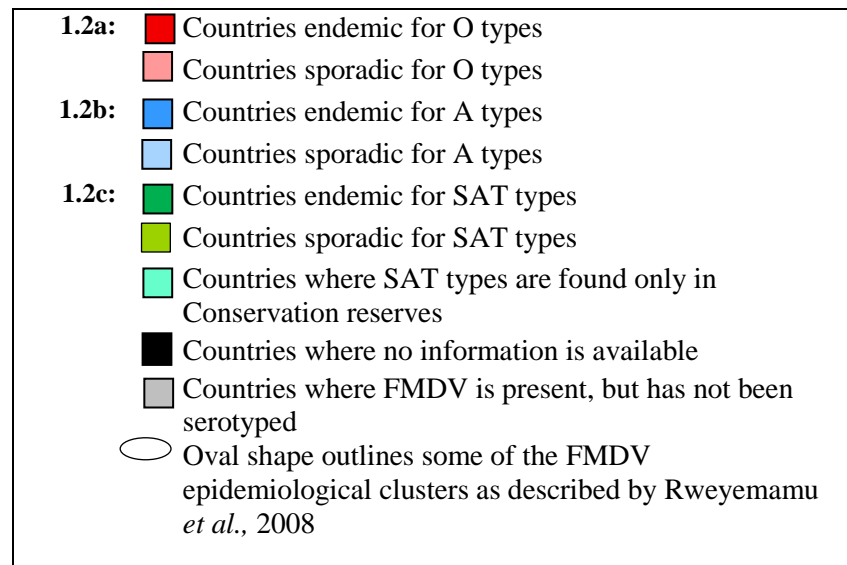 1.2a: Countries endemic for O types
Countries sporadic for O types
1.2b: Countries endemic for A types
Countries sporadic for A types
1.2c: Countries endemic for SAT types
Countries sporadic for SAT types
Countries where SAT types are found only in
Conservation reserves
Countries where no information is available
Countries where FMDV is present, but has not been
serotyped
Oval shape outlines some of the FMDV
epidemiological clusters as described by Rweyemamu
et al., 2008